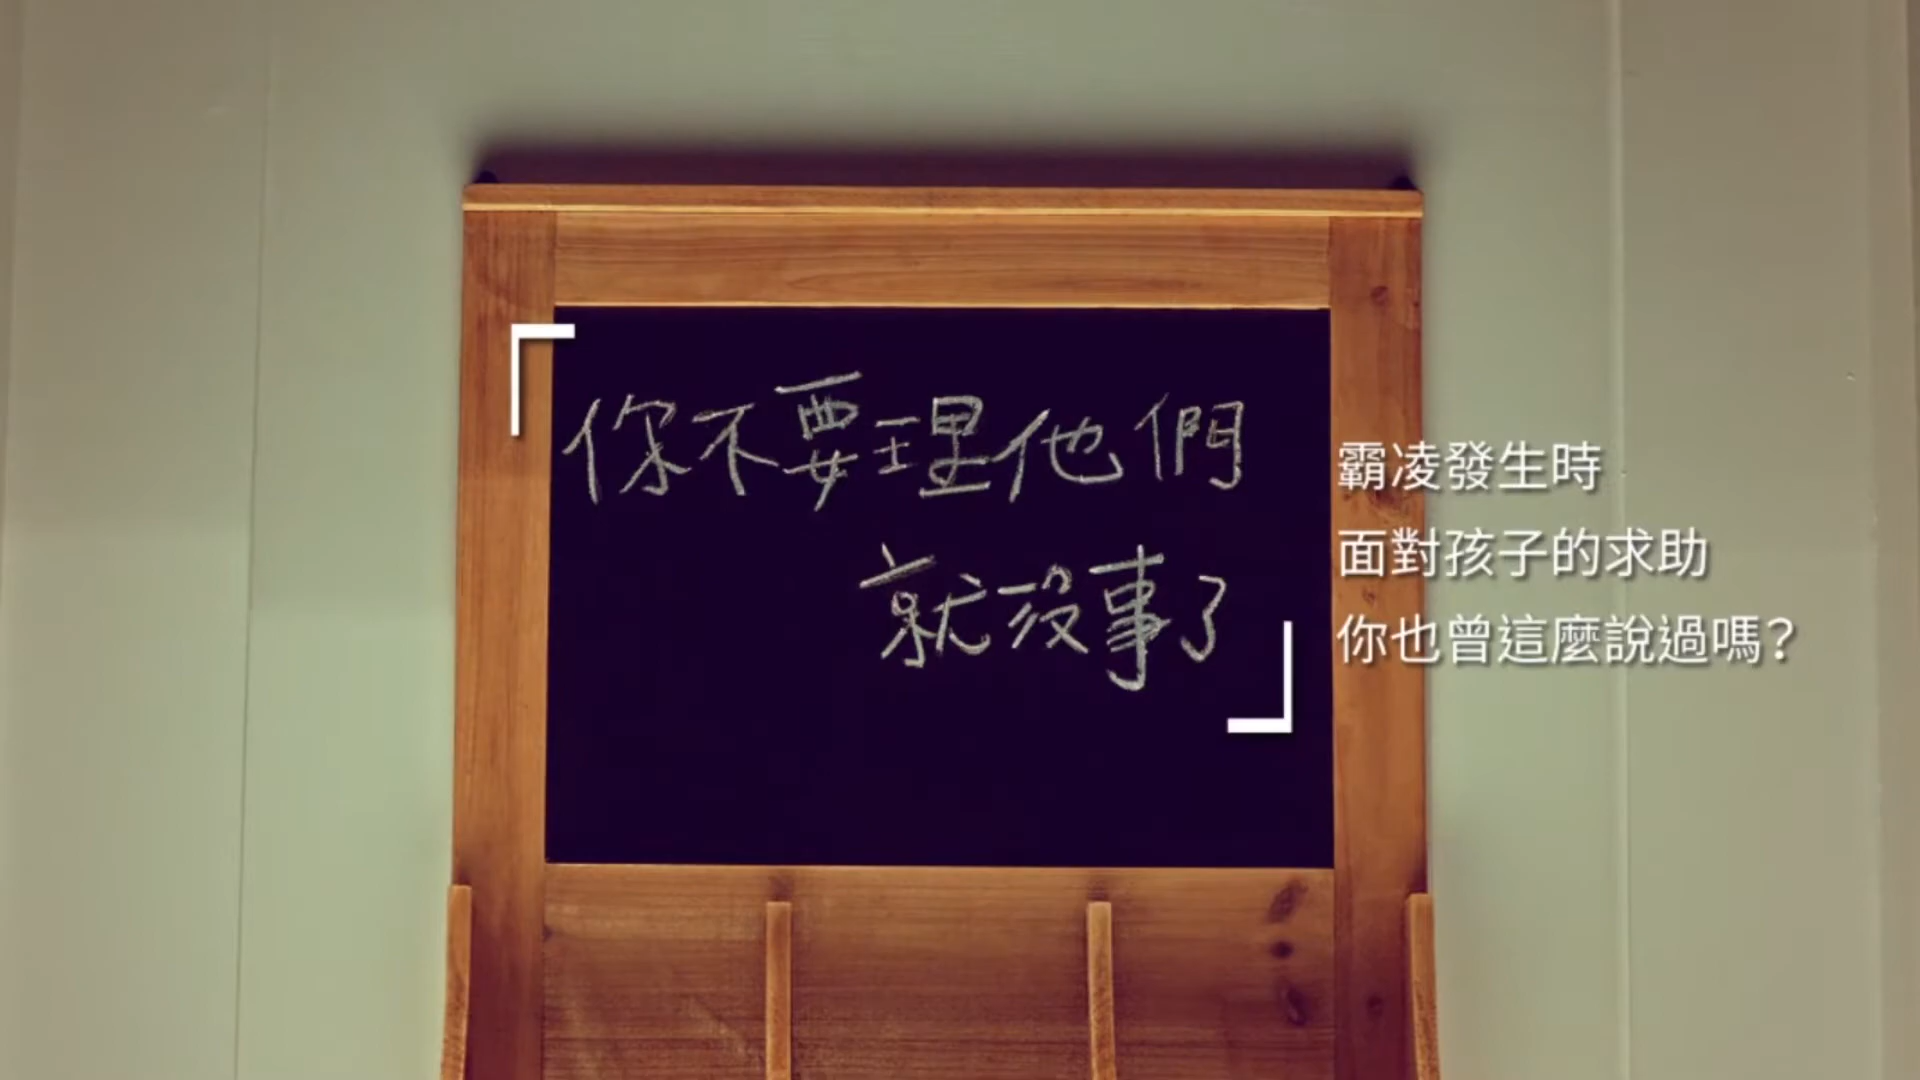 「你不要理他們
就沒事了」
霸凌發生時
面對孩子的求助
你也曾這麼說過嗎？